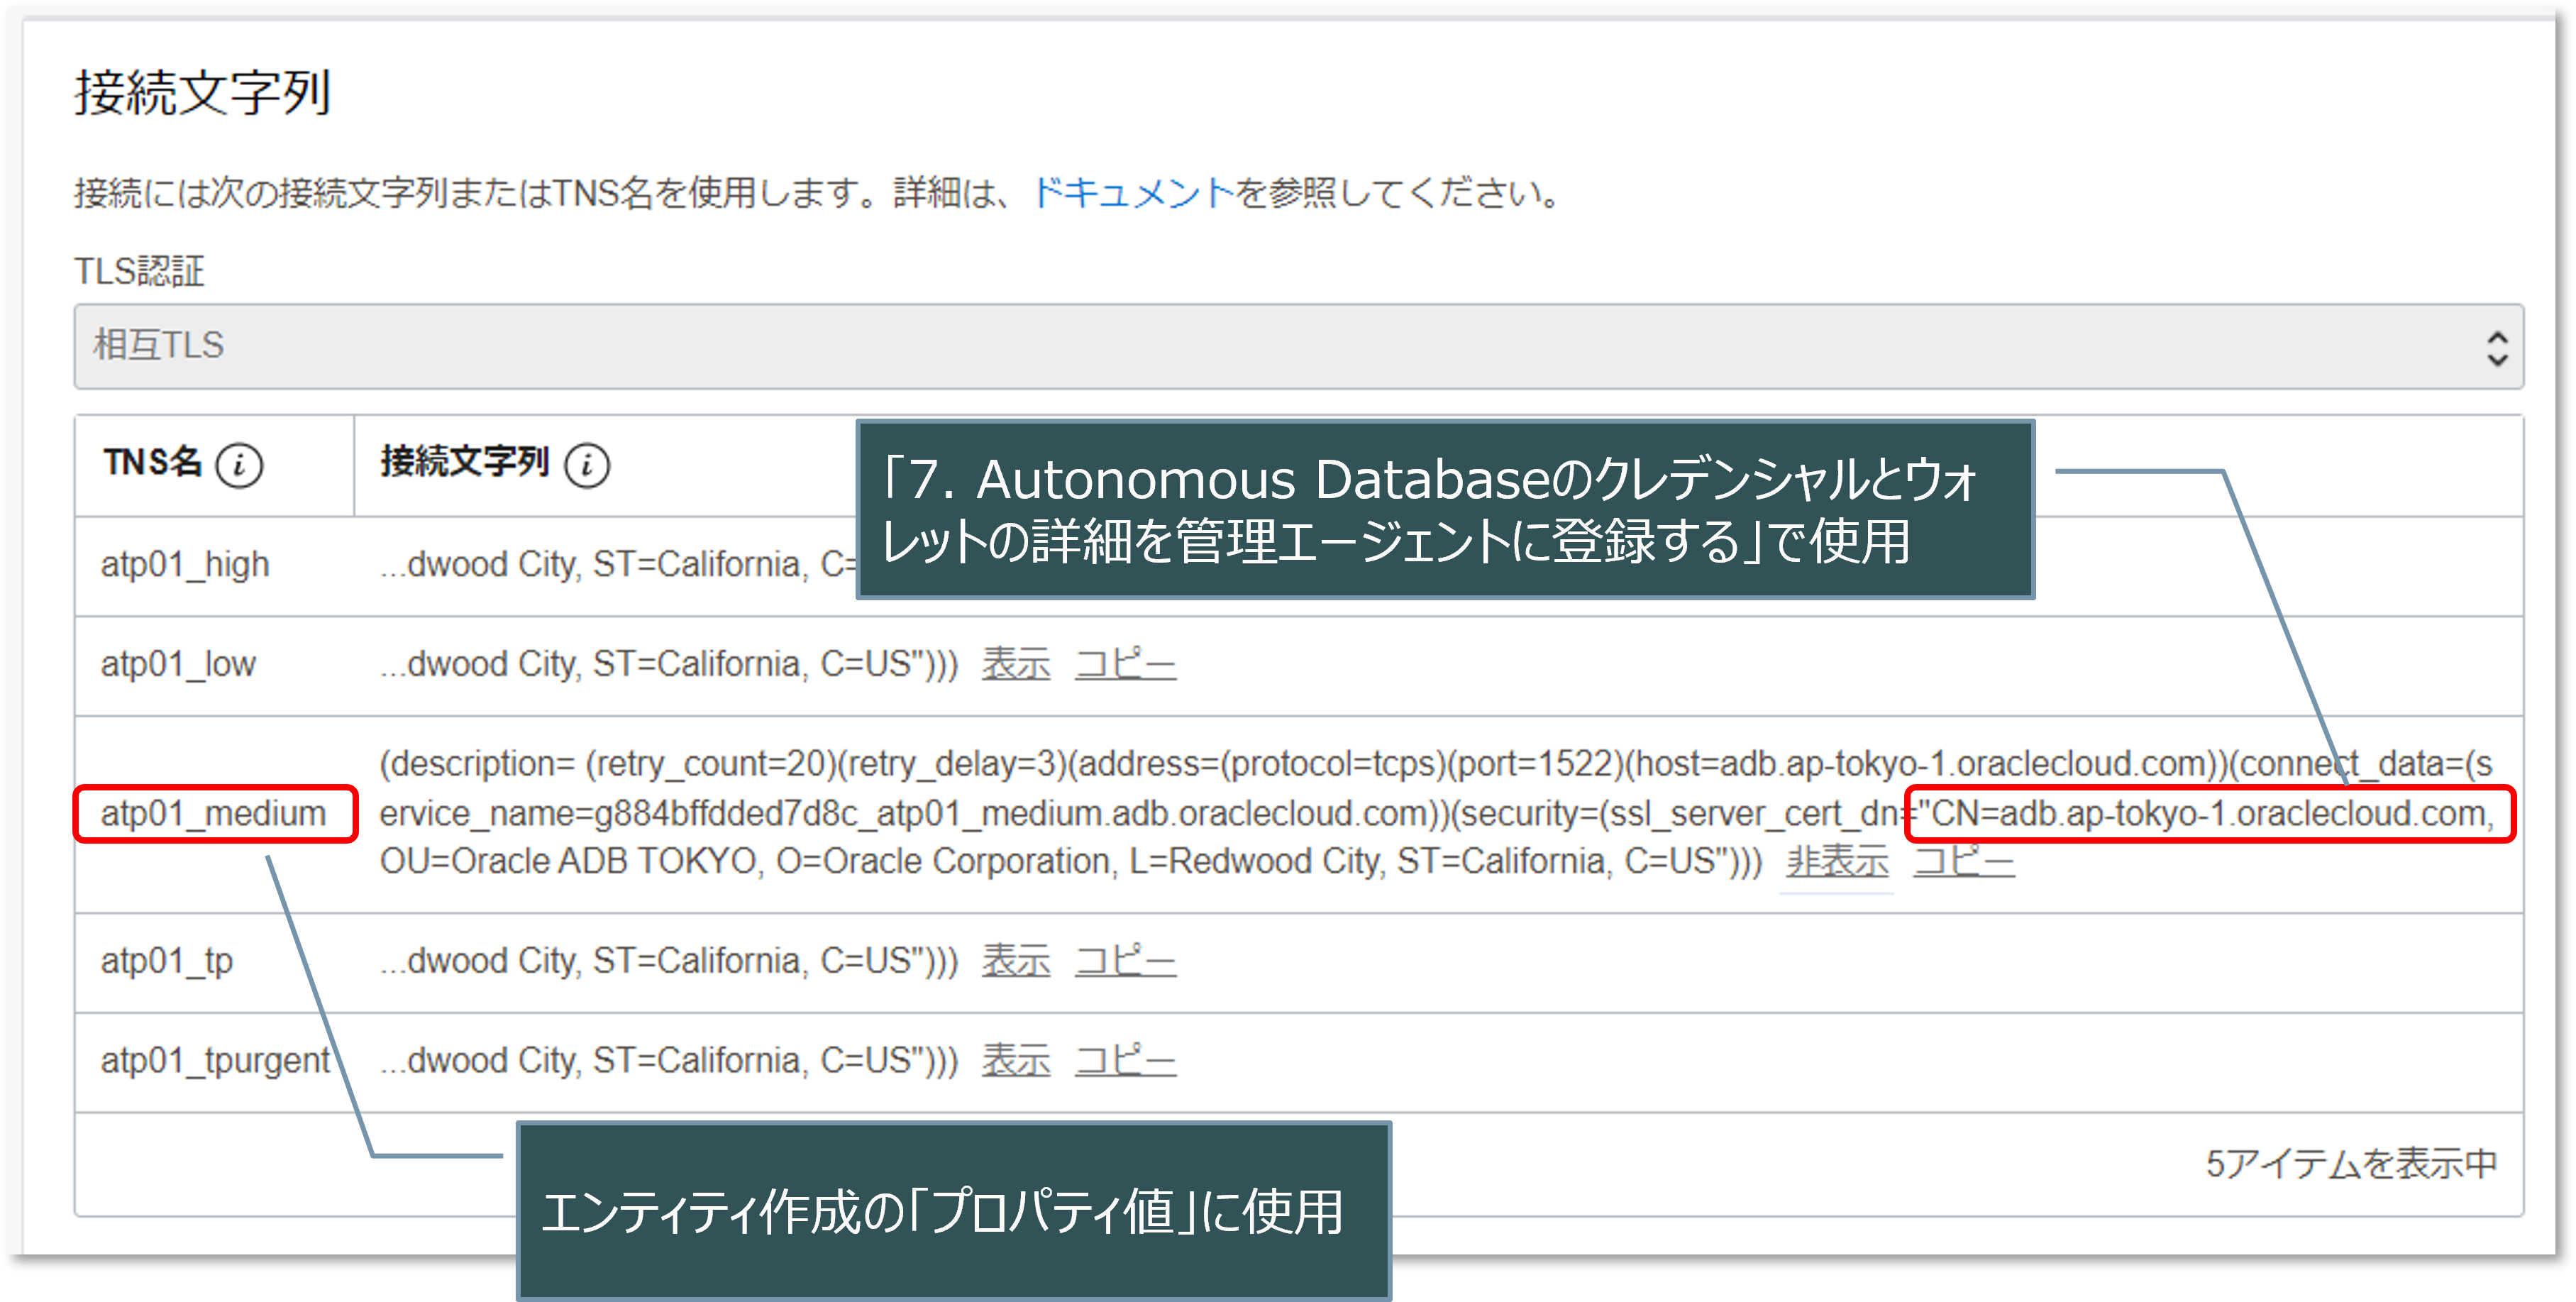 接続文字列
接続には次の接続文字列またはTNS名を使用します。詳細は、ドキュメントを参照してください。
TLS認証
相互TLS
TNS名 i 接続文字列 i
「7. Autonomous Databaseのクレデンシャルとウォ
レットの詳細を管理エージェントに登録する」で使用
atp01_high ...dwood City, ST=California, C=
atp01_low ...dwood City, ST=California, C=US"))) 表示 コピー
(description= (retry_count=20)(retry_delay=3)(address=(protocol=tcps)(port=1522)(host=adb.ap-tokyo-1.oraclecloud.com))(connect_data=(s
atp01_medium ervice_name=g884bffdded7d8c_atp01_medium.adb.oraclecloud.com))(security=(ssl_server_cert_dn="CN=adb.ap-tokyo-1.oraclecloud.com,
OU=Oracle ADB TOKYO, O=Oracle Corporation, L=Redwood City, ST=California, C=US"))) 非表示 コピー
atp01_tp ...dwood City, ST=California, C=US"))) 表示 コピー
atp01_tpurgent ...dwood City, ST=California, C=US"))) 表示 コピー
5アイテムを表示中
エンティティ作成の「プロパティ値」に使用